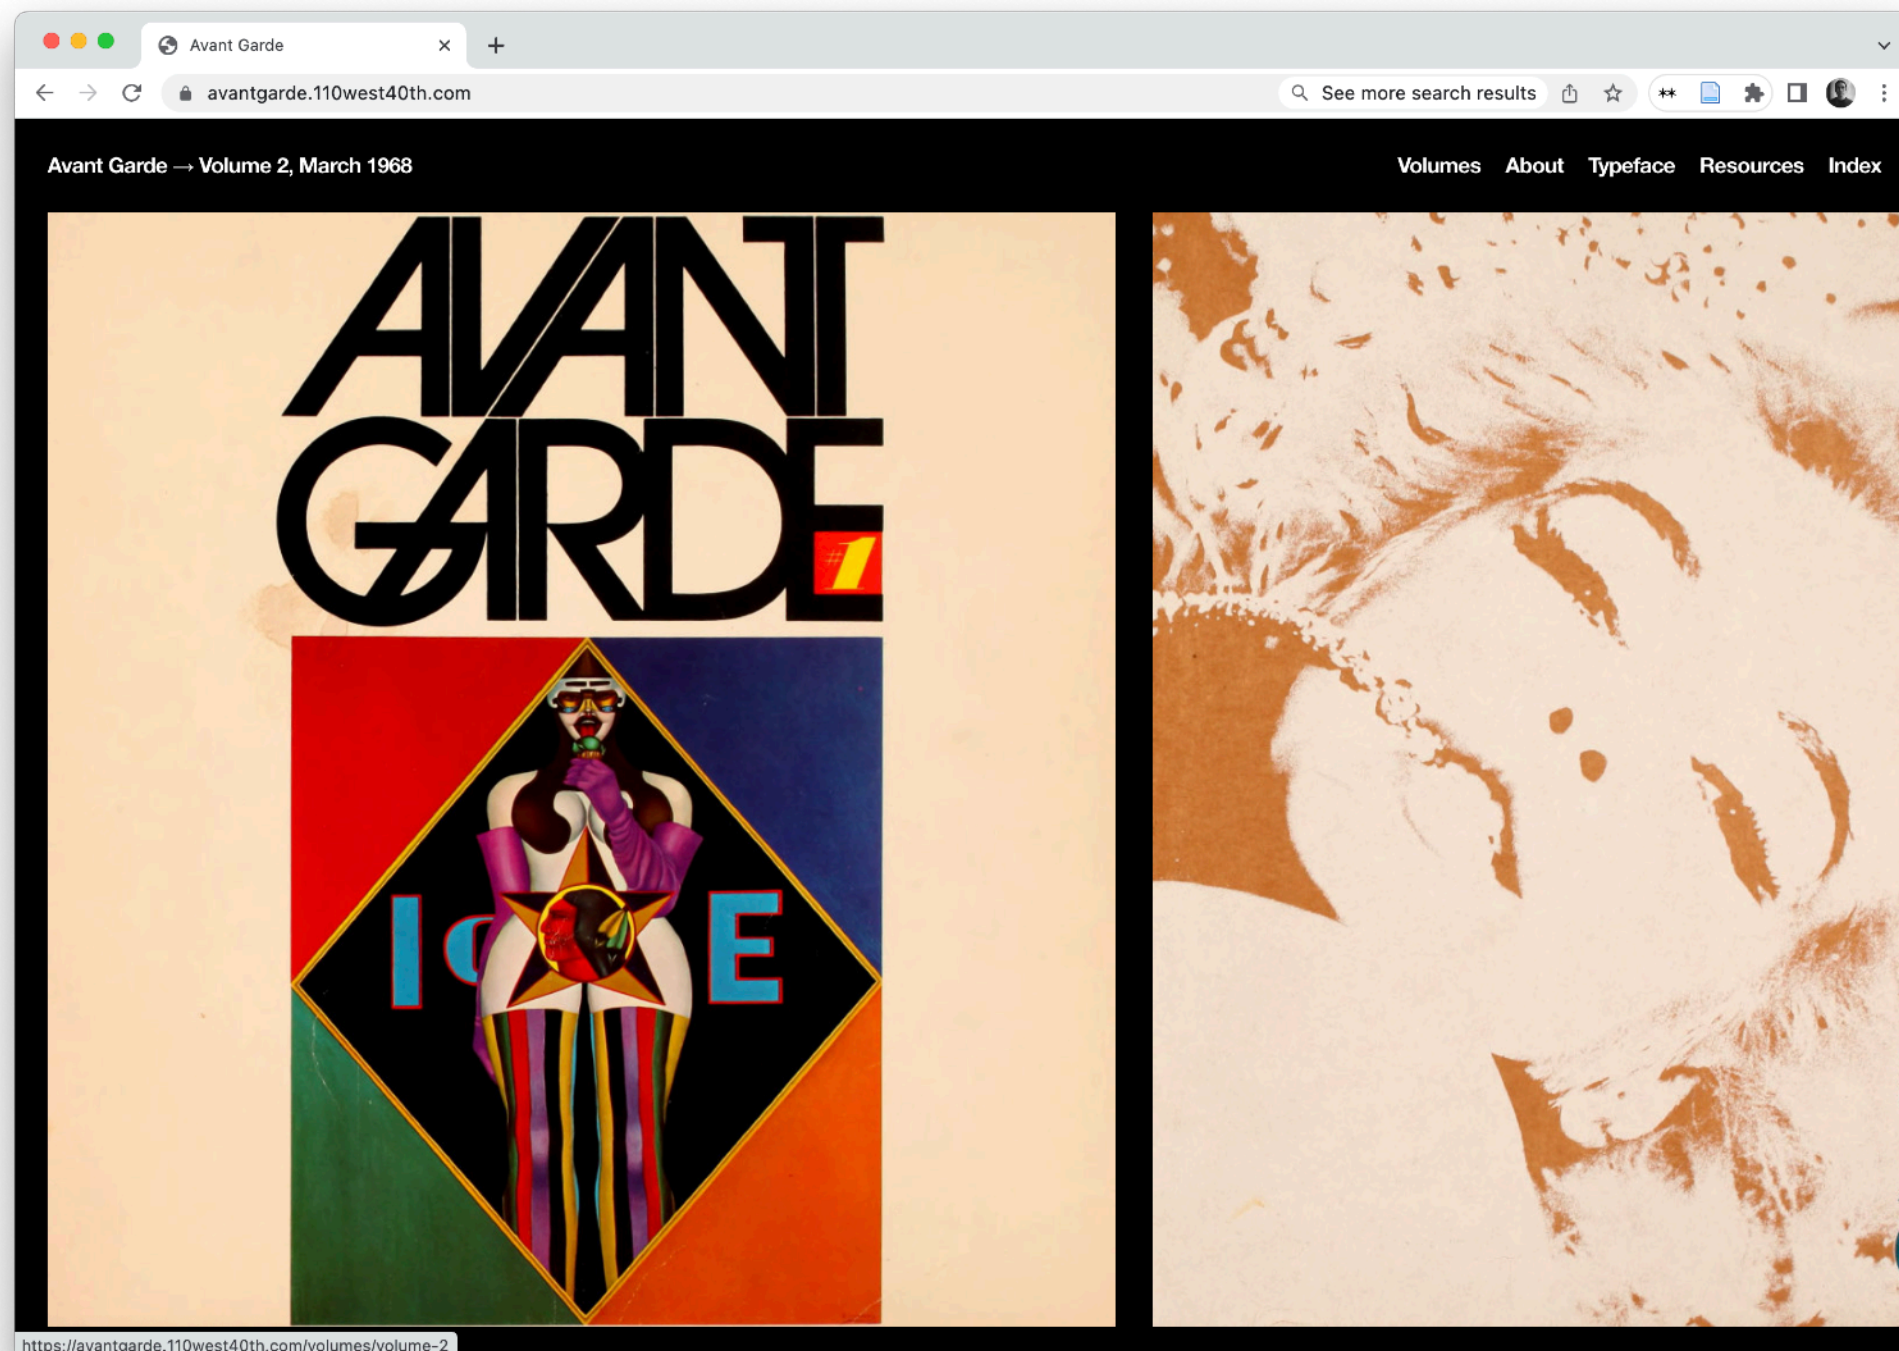 Avant Garde
avantgarde.110west40th.com
See more search results
Avant Garde → Volume 2, March 1968
Volumes About Typeface Resources Index
AVANT
GARDE
#1
IC E
https://avantgarde.110west40th.com/volumes/volume-2